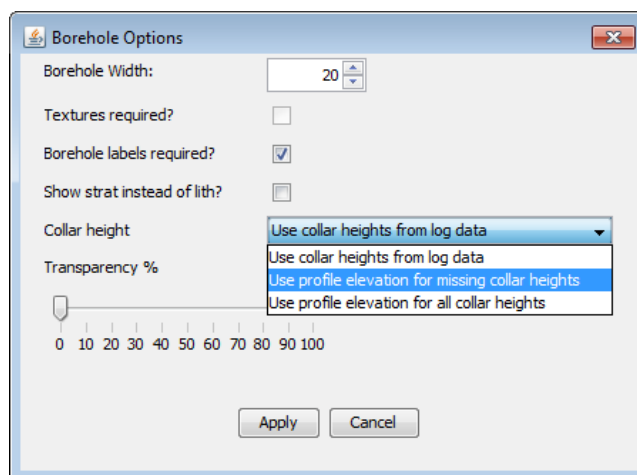 Borehole Options
Borehole Width:
20
Textures required?
Borehole labels required?
Show strat instead of lith?
Collar height
Use collar heights from log data
Use collar heights from log data
Use profile elevation for missing collar heights
Use profile elevation for all collar heights
Transparency %
0 10 20 30 40 50 60 70 80 90 100
Apply Cancel